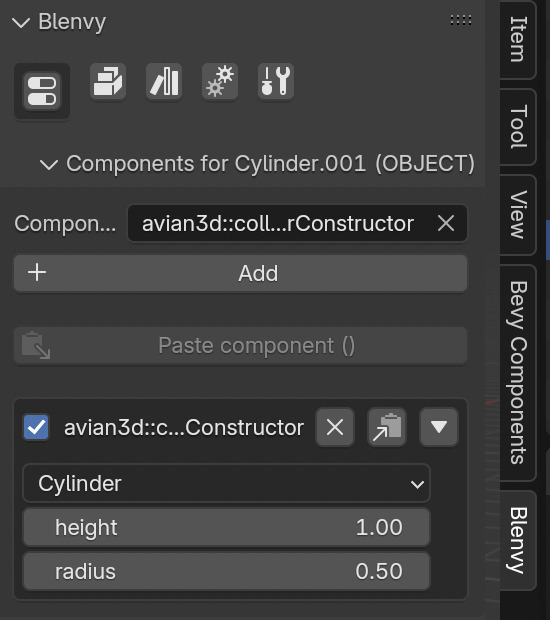 Blenvy
Components for Cylinder.001 (OBJECT)
Compon... avian3d::coll...rConstructor
Add
Paste component ()
avian3d::c...Constructor
Cylinder
height 1.00
radius 0.50
Item
Tool
View
Bevy Components
Blenvy